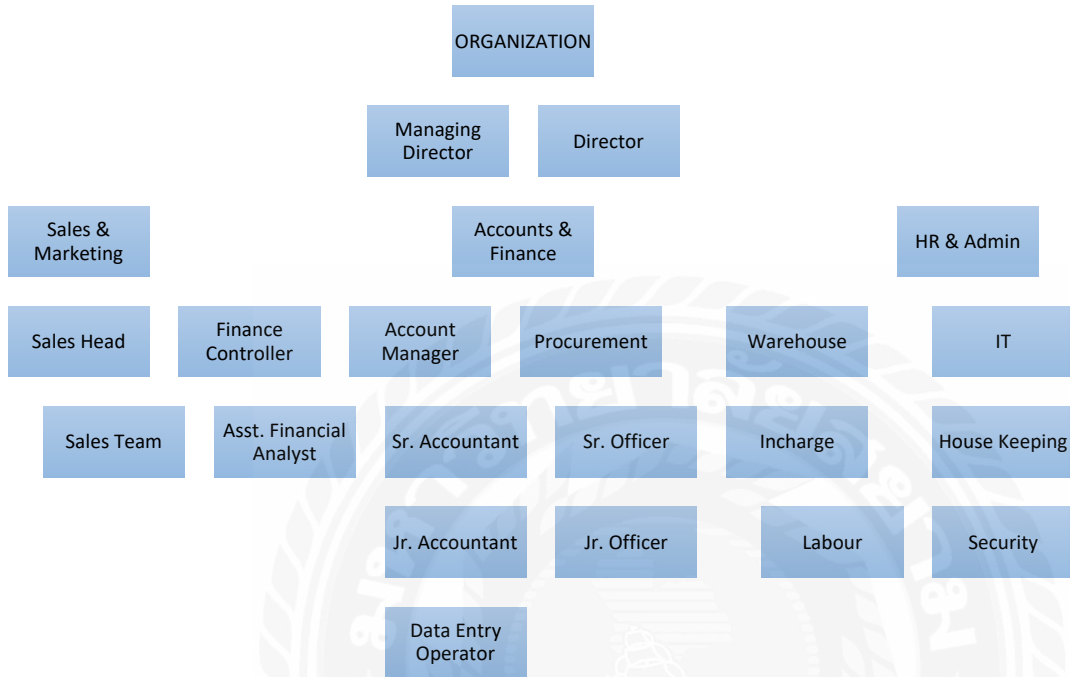 ORGANIZATION
Managing
Director
Director
Sales &
Marketing
Accounts &
Finance
HR & Admin
Sales Head
Finance
Controller
Account
Manager
Procurement
Warehouse
IT
Sales Team
Asst. Financial
Analyst
Sr. Accountant
Sr. Officer
Incharge
House Keeping
Jr. Accountant
Jr. Officer
Labour
Security
Data Entry
Operator